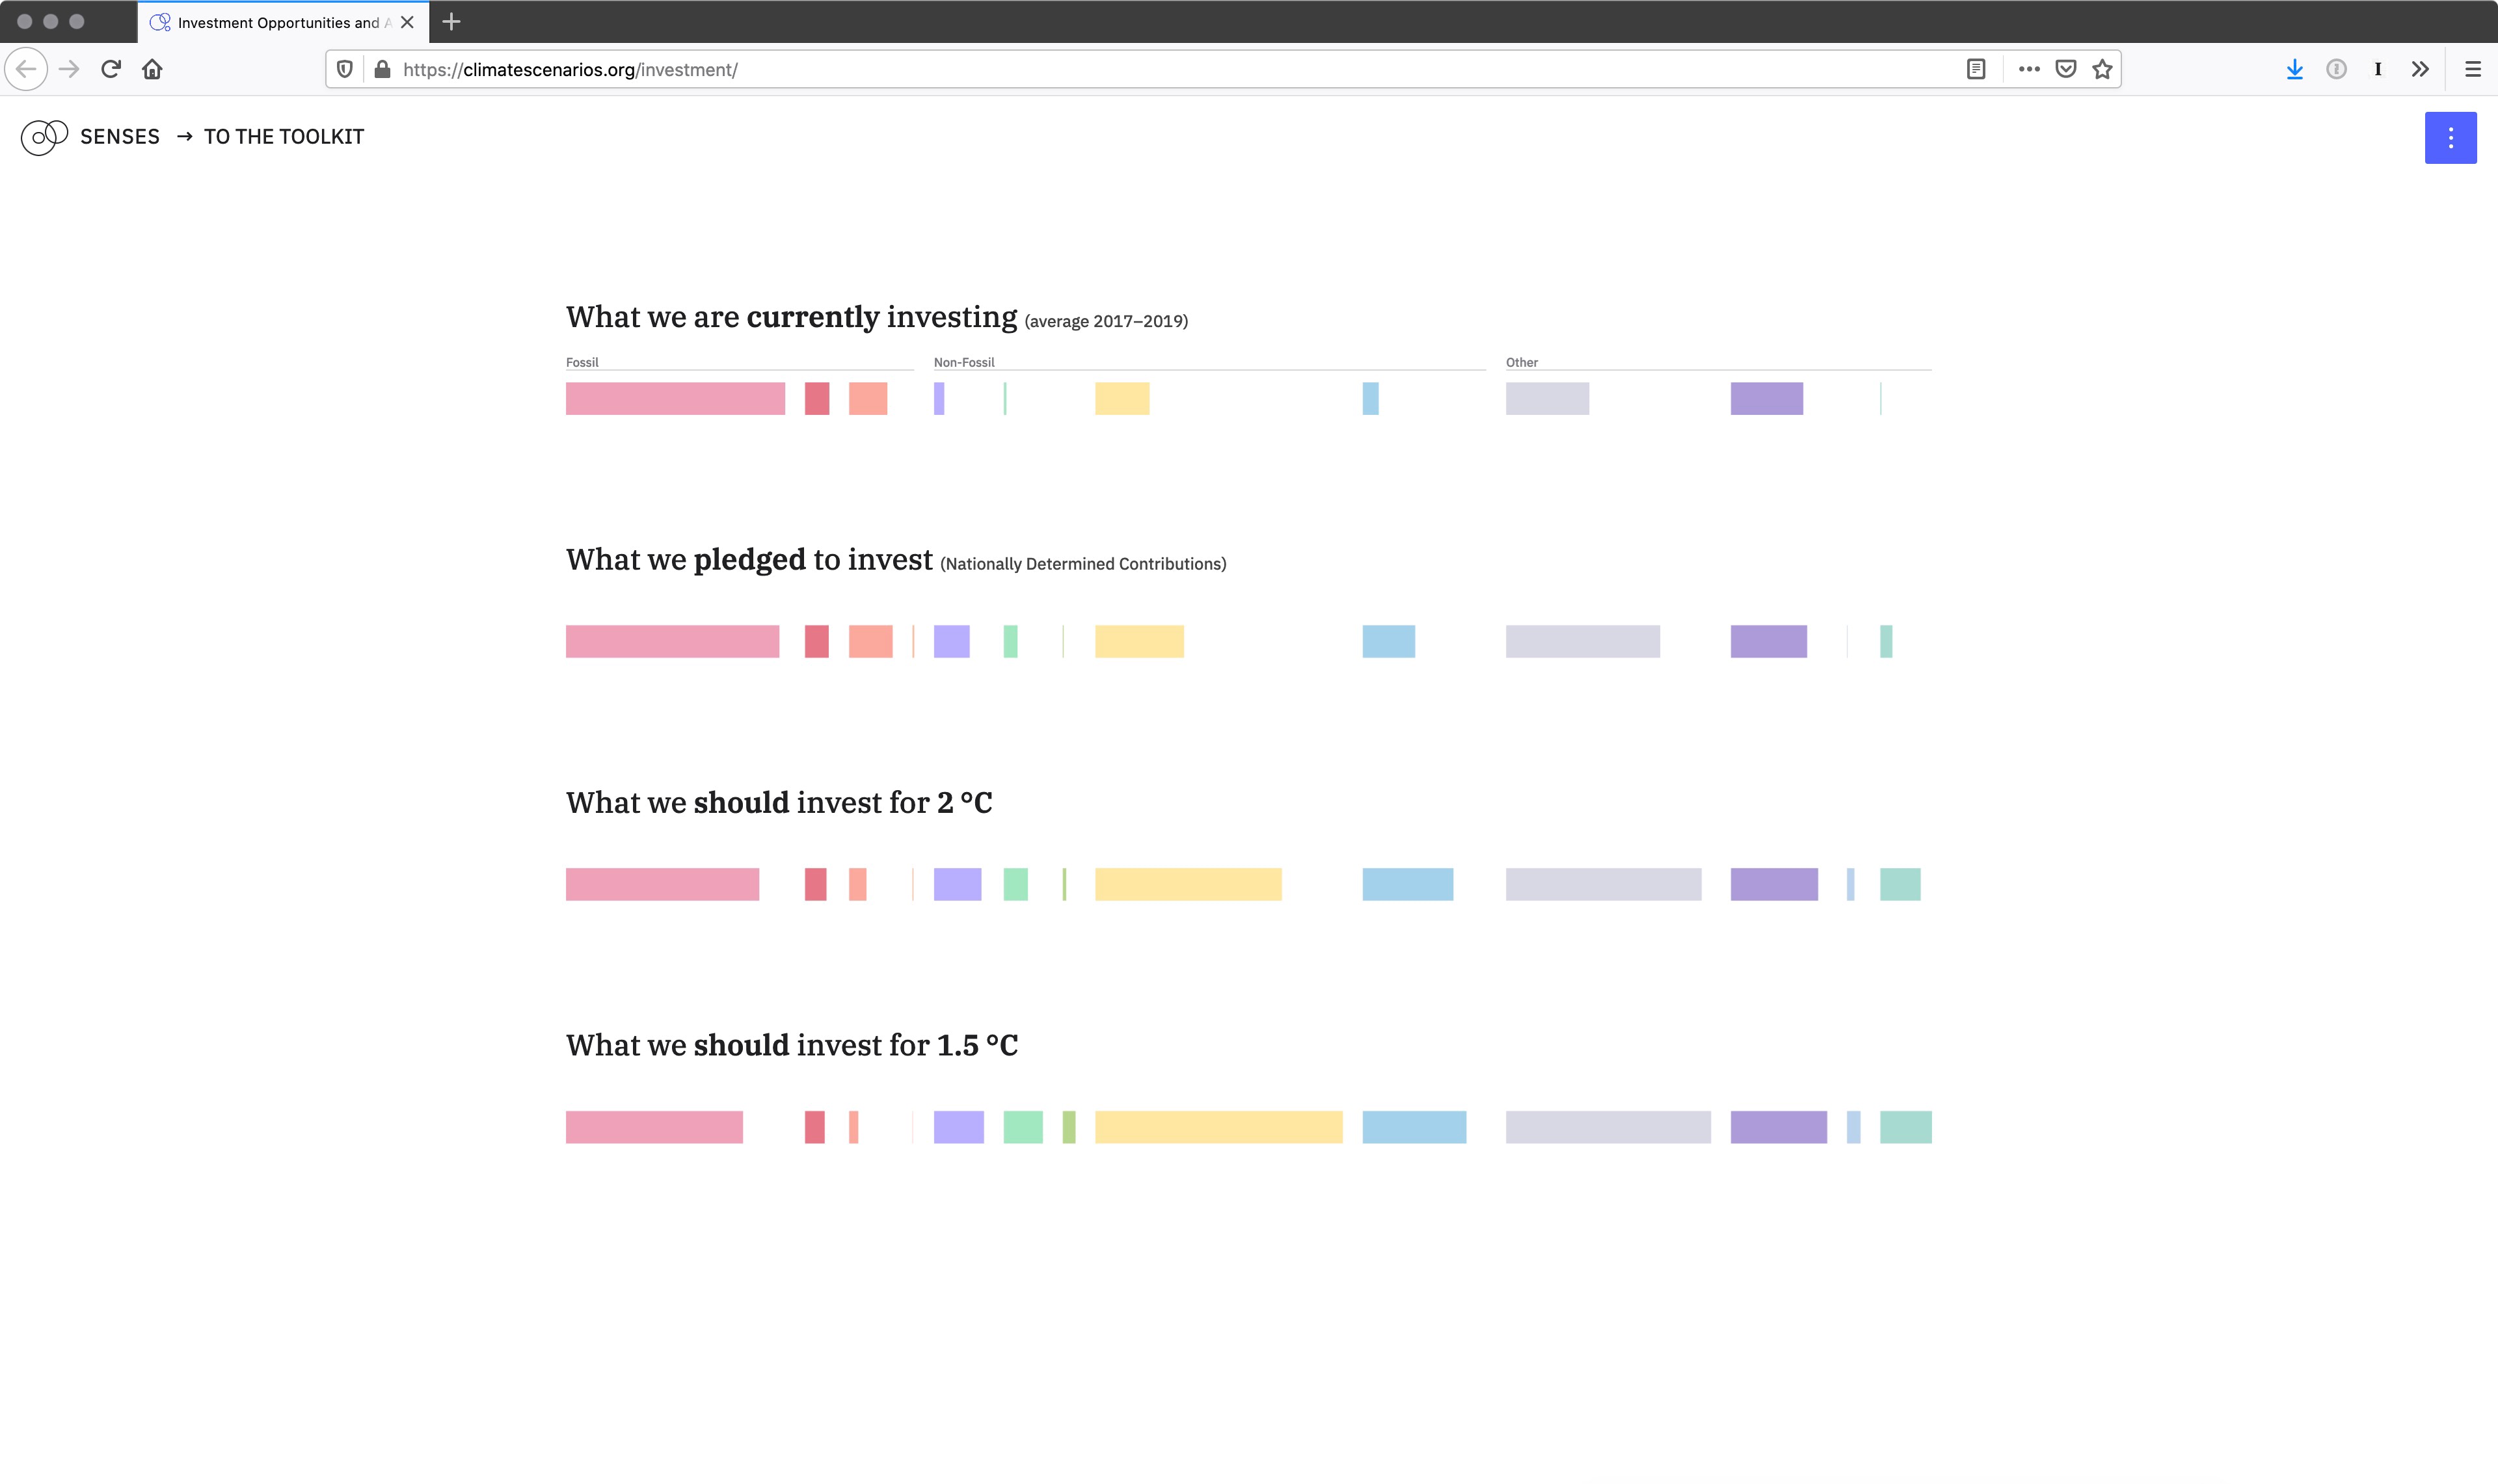 Investment Opportunities and A
https://climatescenarios.org/investment/
SENSES → TO THE TOOLKIT
What we are currently investing (average 2017–2019)
Fossil Non-Fossil Other
What we pledged to invest (Nationally Determined Contributions)
What we should invest for 2 °C
What we should invest for 1.5 °C